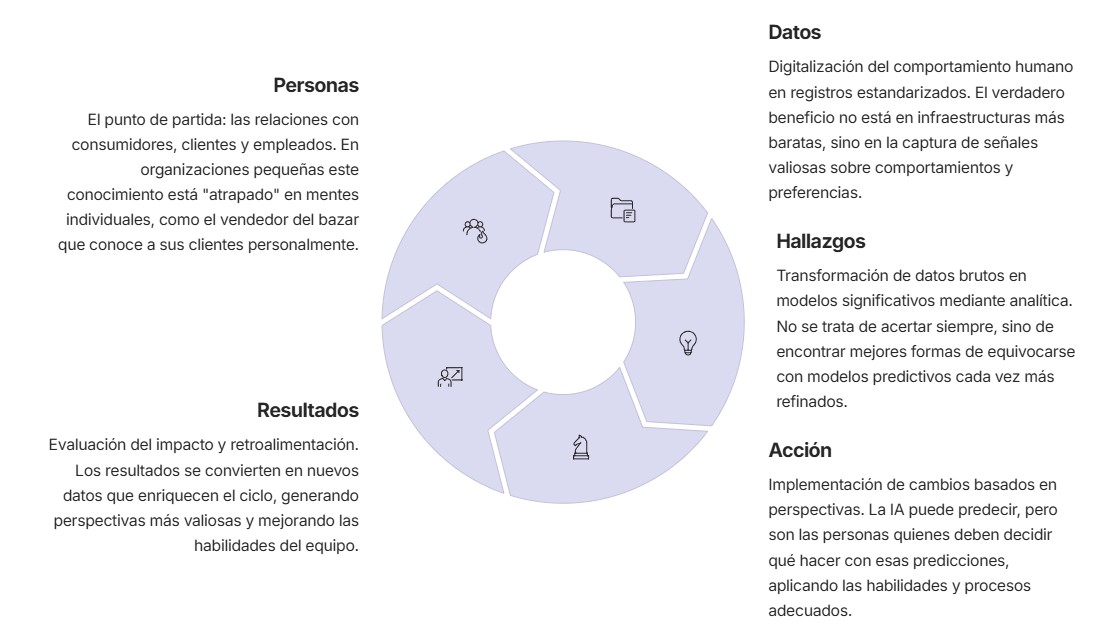 Personas
El punto de partida: las relaciones con
consumidores, clientes y empleados. En
organizaciones pequeñas este
conocimiento está "atrapado" en mentes
individuales, como el vendedor del bazar
que conoce a sus clientes personalmente.
Datos
Digitalización del comportamiento humano
en registros estandarizados. El verdadero
beneficio no está en infraestructuras más
baratas, sino en la captura de señales
valiosas sobre comportamientos y
preferencias.
Hallazgos
Transformación de datos brutos en
modelos significativos mediante analítica.
No se trata de acertar siempre, sino de
encontrar mejores formas de equivocarse
con modelos predictivos cada vez más
refinados.
Acción
Implementación de cambios basados en
perspectivas. La IA puede predecir, pero
son las personas quienes deben decidir
qué hacer con esas predicciones,
aplicando las habilidades y procesos
adecuados.
Resultados
Evaluación del impacto y retroalimentación.
Los resultados se convierten en nuevos
datos que enriquecen el ciclo, generando
perspectivas más valiosas y mejorando las
habilidades del equipo.